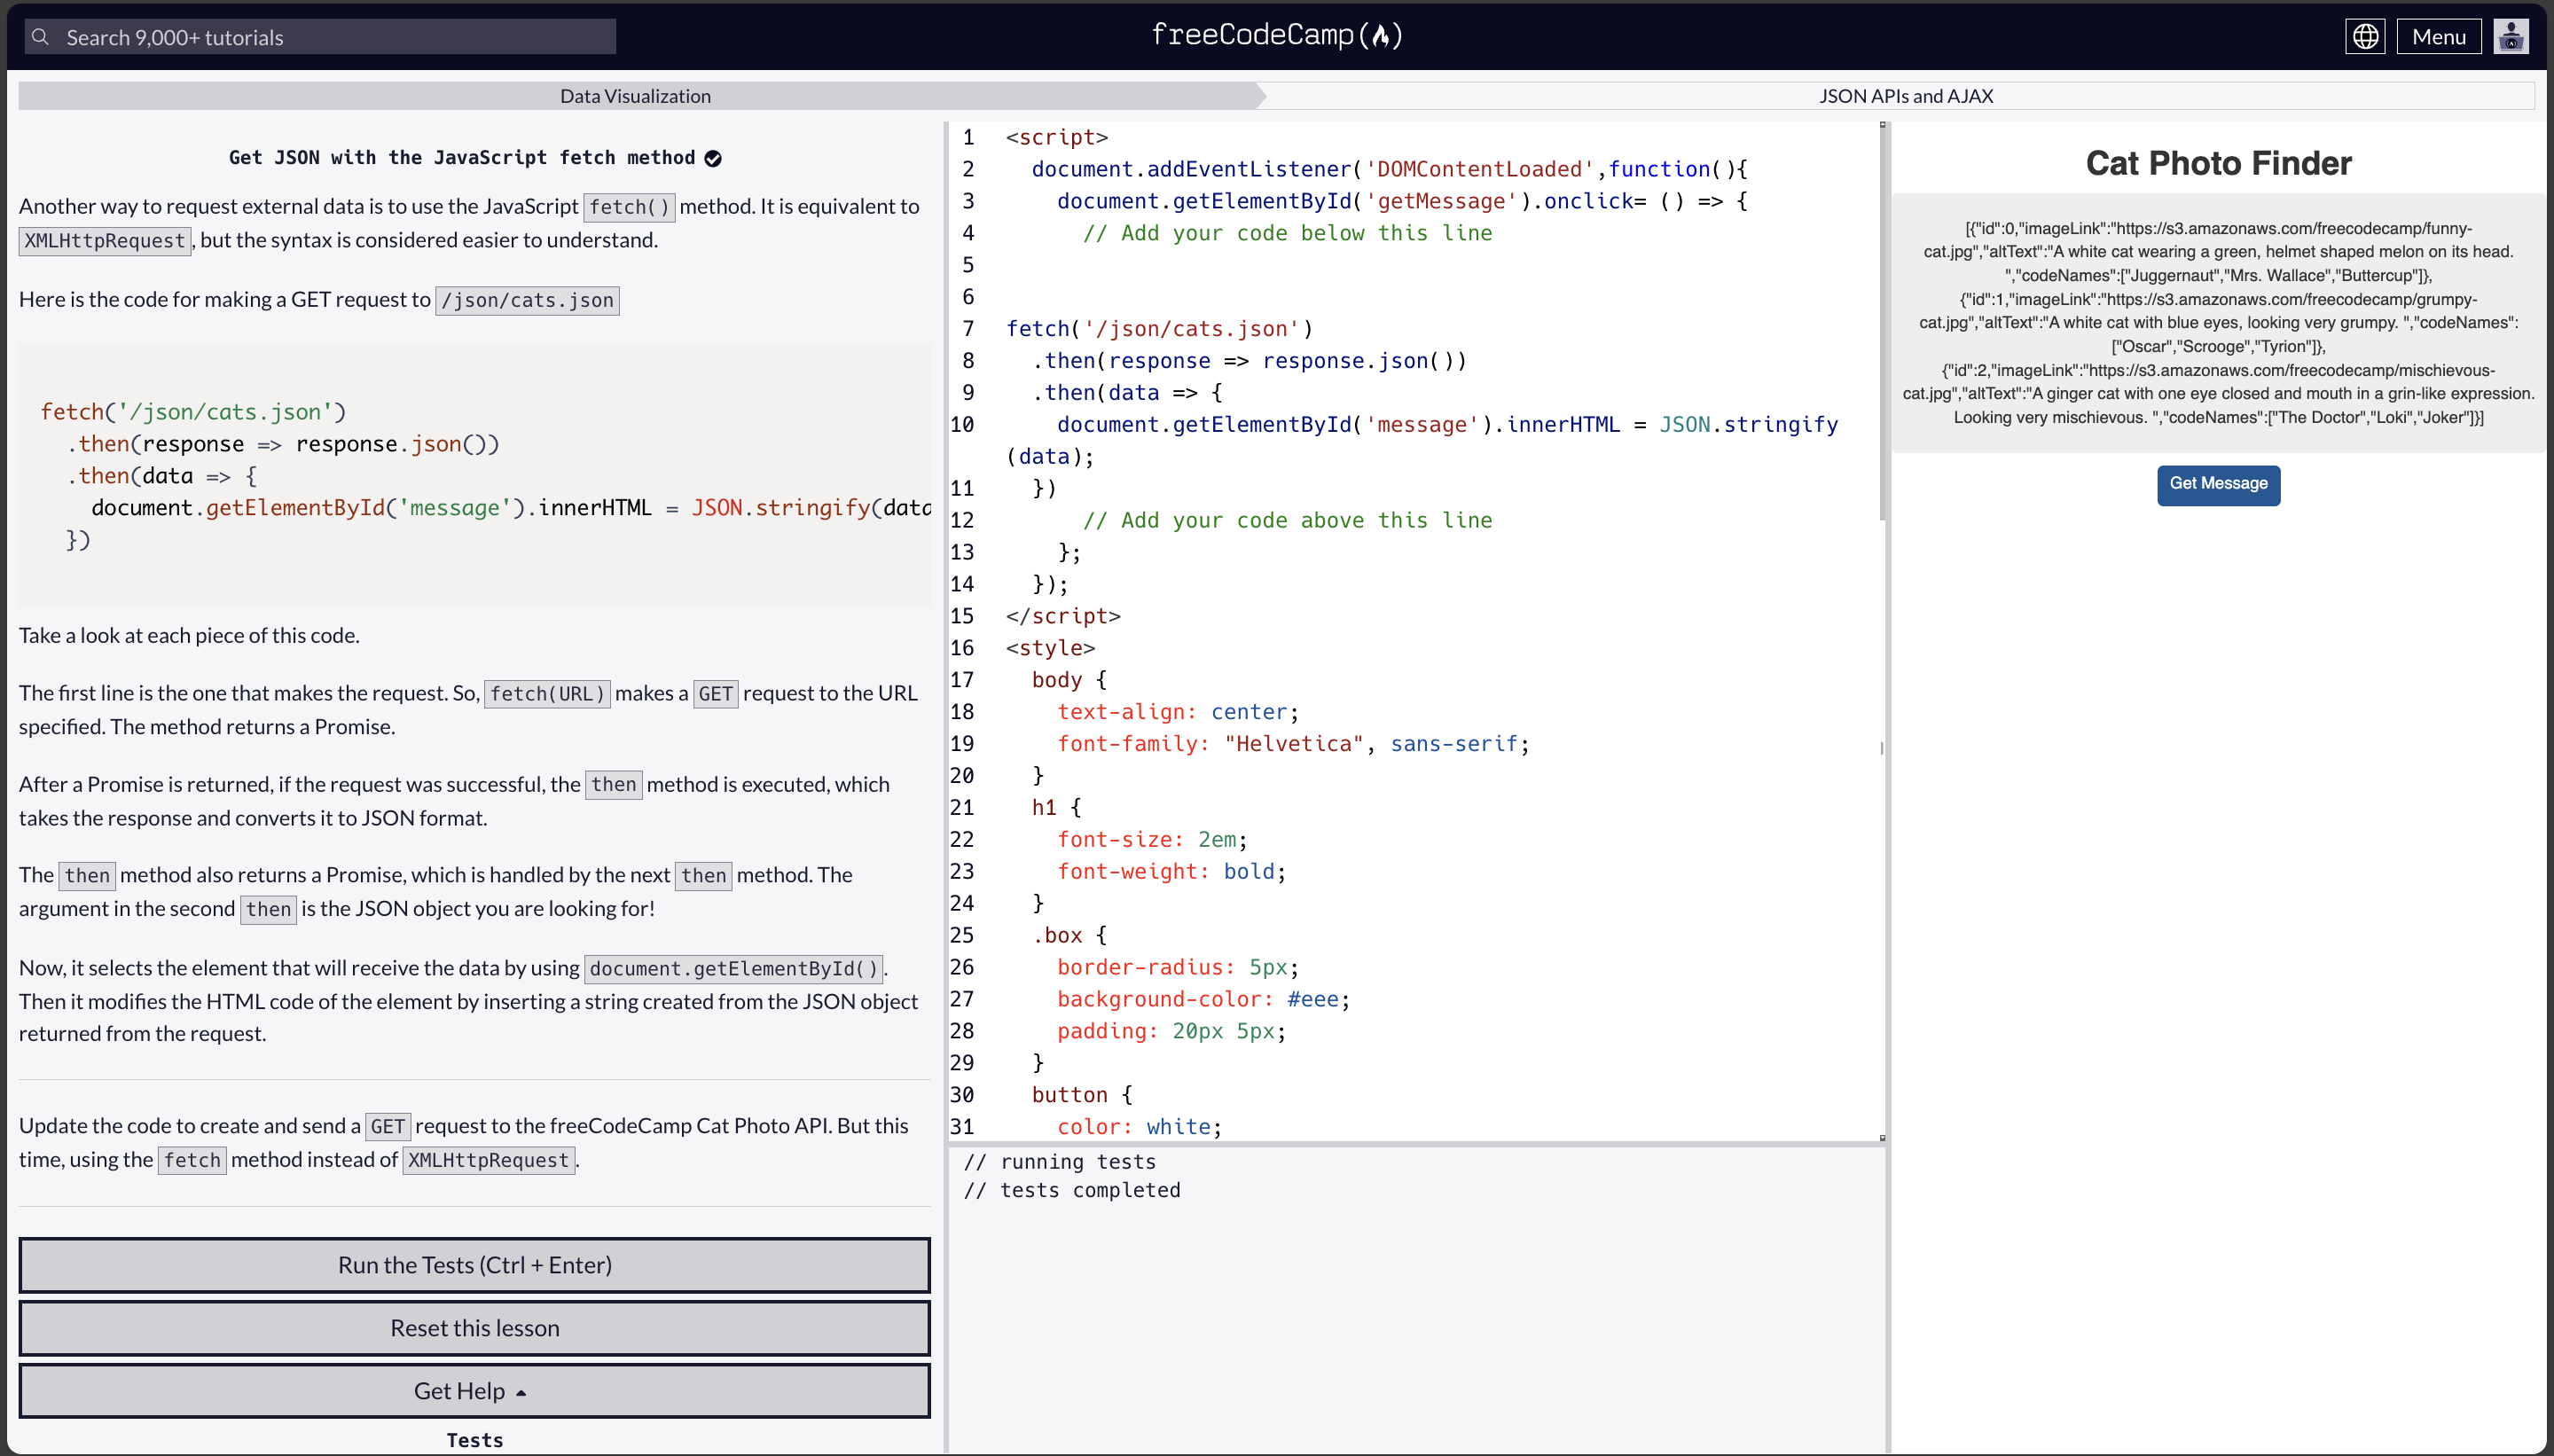 Search 9,000+ tutorials
freeCodeCamp
Menu
Data Visualization
JSON APIs and AJAX
Get JSON with the JavaScript fetch method
Another way to request external data is to use the JavaScript fetch() method. It is equivalent to
XMLHttpRequest, but the syntax is considered easier to understand.
Here is the code for making a GET request to /json/cats.json
fetch('/json/cats.json')
  .then(response => response.json())
  .then(data => {
    document.getElementById('message').innerHTML = JSON.stringify(data
  })
Take a look at each piece of this code.
The first line is the one that makes the request. So, fetch(URL) makes a GET request to the URL
specified. The method returns a Promise.
After a Promise is returned, if the request was successful, the then method is executed, which
takes the response and converts it to JSON format.
The then method also returns a Promise, which is handled by the next then method. The
argument in the second then is the JSON object you are looking for!
Now, it selects the element that will receive the data by using document.getElementById().
Then it modifies the HTML code of the element by inserting a string created from the JSON object
returned from the request.
Update the code to create and send a GET request to the freeCodeCamp Cat Photo API. But this
time, using the fetch method instead of XMLHttpRequest.
Run the Tests (Ctrl + Enter)
Reset this lesson
Get Help
Tests
1 <script>
2   document.addEventListener('DOMContentLoaded',function(){
3     document.getElementById('getMessage').onclick= () => {
4       // Add your code below this line
5
6
7 fetch('/json/cats.json')
8   .then(response => response.json())
9   .then(data => {
10     document.getElementById('message').innerHTML = JSON.stringify
(data);
11   })
12       // Add your code above this line
13     };
14   });
15 </script>
16 <style>
17   body {
18     text-align: center;
19     font-family: "Helvetica", sans-serif;
20   }
21   h1 {
22     font-size: 2em;
23     font-weight: bold;
24   }
25   .box {
26     border-radius: 5px;
27     background-color: #eee;
28     padding: 20px 5px;
29   }
30   button {
31     color: white;
// running tests
// tests completed
Cat Photo Finder
[{"id":0,"imageLink":"https://s3.amazonaws.com/freecodecamp/funny-
cat.jpg","altText":"A white cat wearing a green, helmet shaped melon on its head.
","codeNames":["Juggernaut","Mrs. Wallace","Buttercup"]},
{"id":1,"imageLink":"https://s3.amazonaws.com/freecodecamp/grumpy-
cat.jpg","altText":"A white cat with blue eyes, looking very grumpy. ","codeNames":
["Oscar","Scrooge","Tyrion"]},
{"id":2,"imageLink":"https://s3.amazonaws.com/freecodecamp/mischievous-
cat.jpg","altText":"A ginger cat with one eye closed and mouth in a grin-like expression.
Looking very mischievous. ","codeNames":["The Doctor","Loki","Joker"]}]
Get Message